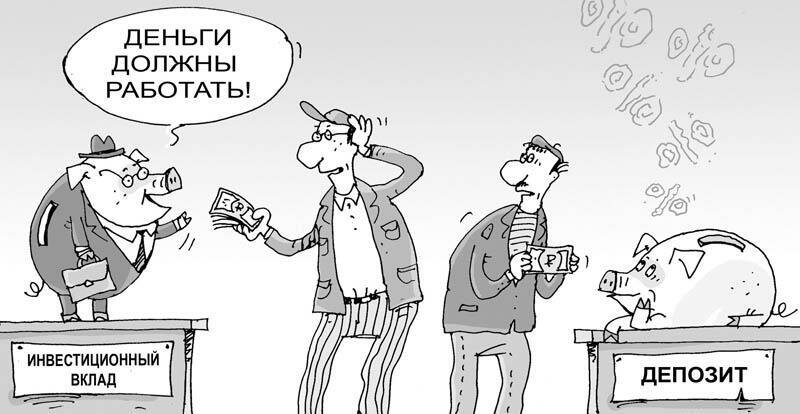 ДЕНЬГИ
ДОЛЖНЫ
РАБОТАТЬ!
ИНВЕСТИЦИОННЫЙ
ВКЛАД
ДЕПОЗИТ